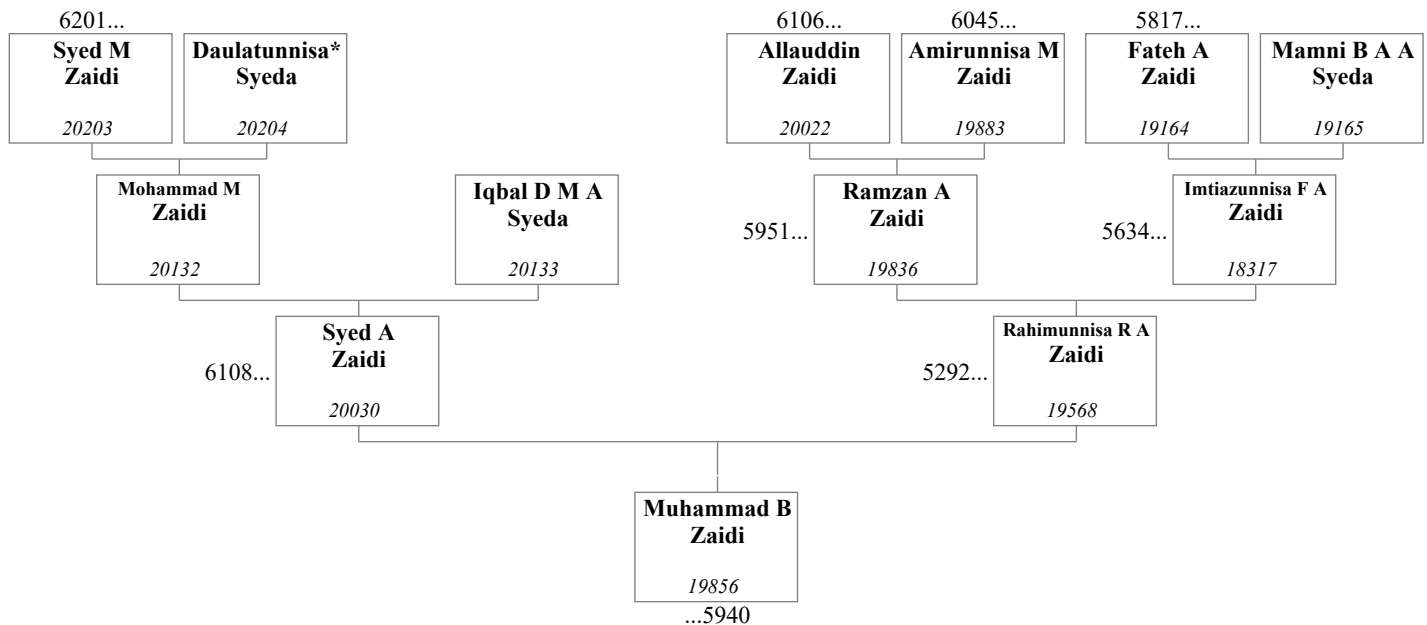 6201...
6106...
6045...
5817...
Syed M
Zaidi
20203
Daulatunnisa*
Syeda
20204
Allauddin
Zaidi
20022
Amirunnisa M
Zaidi
19883
Fateh A
Zaidi
19164
Mamni B A A
Syeda
19165
Mohammad M
Zaidi
20132
Iqbal D M A
Syeda
20133
5951...
Ramzan A
Zaidi
19836
5634...
Imtiazunnisa F A
Zaidi
18317
6108...
Syed A
Zaidi
20030
5292...
Rahimunnisa R A
Zaidi
19568
Muhammad B
Zaidi
19856
...5940